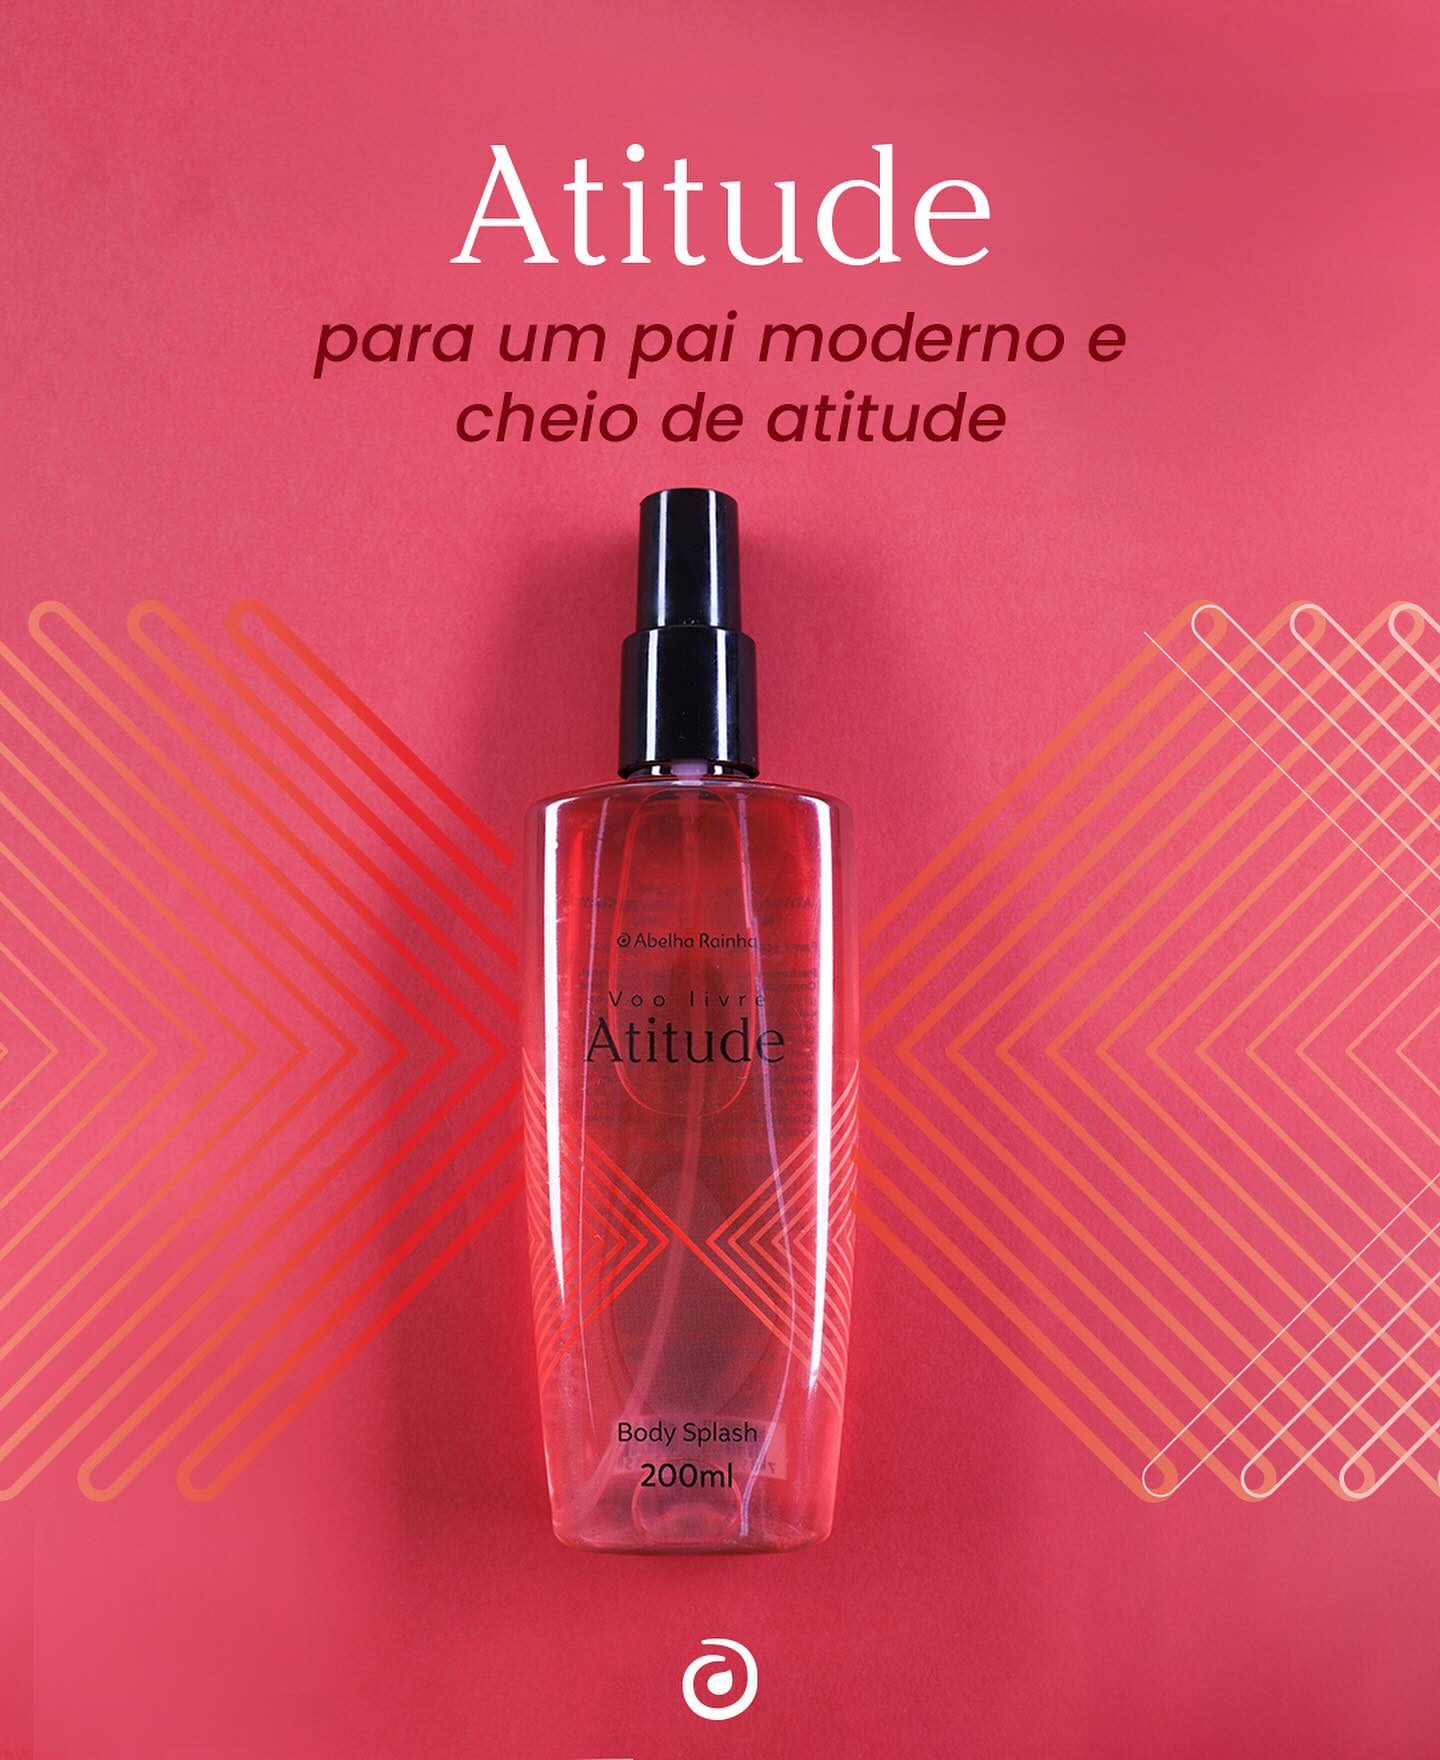 Atitude
para um pai moderno e
cheio de atitude
Abelha Rainha
Voo livre
Atitude
Body Splash
200ml